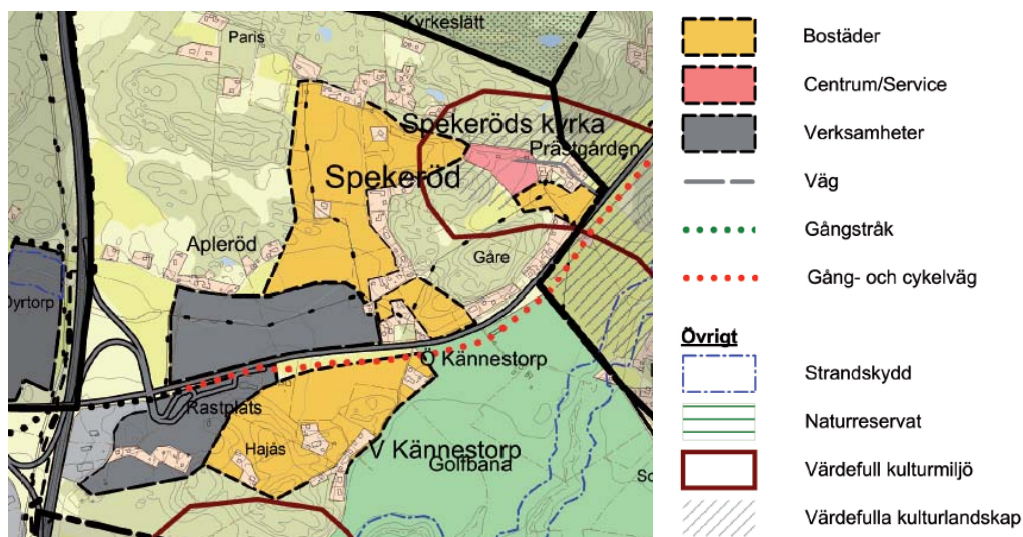 Kyrkeslätt
Paris
Spekeröds kyrka
Prästgården
Spekeröd
Apleröd
Gåre
Dyrtorp
Ö Kännestorp
Rastplats
Hajås
V Kännestorp
Golfbana
Bostäder
Centrum/Service
Verksamheter
Väg
Gångstråk
Gång- och cykelväg
Övrigt
Strandskydd
Naturreservat
Värdefull kulturmiljö
Värdefulla kulturlandskap